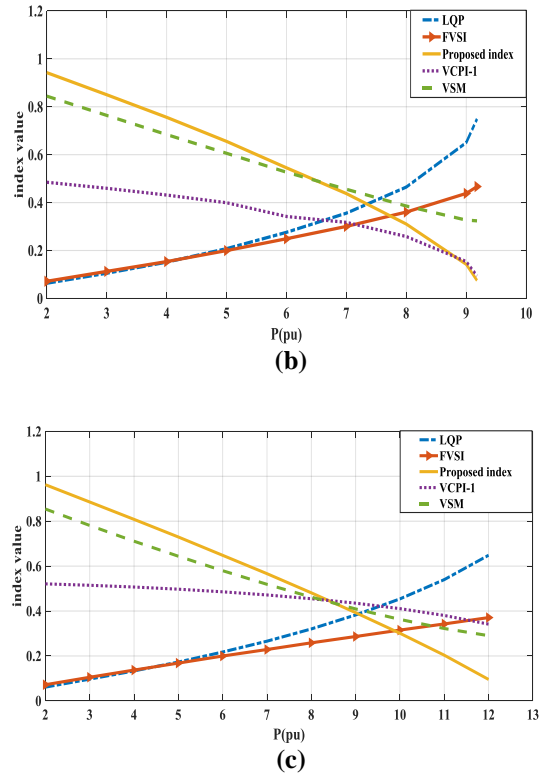 1.2
1
0.8
0.6
0.4
0.2
0
index value
LQP
FVSI
Proposed index
VCPI-1
VSM
2 3 4 5 6 7 8 9 10
P(pu)
(b)
1.2
1
0.8
0.6
0.4
0.2
0
index value
LQP
FVSI
Proposed index
VCPI-1
VSM
2 3 4 5 6 7 8 9 10 11 12 13
P(pu)
(c)